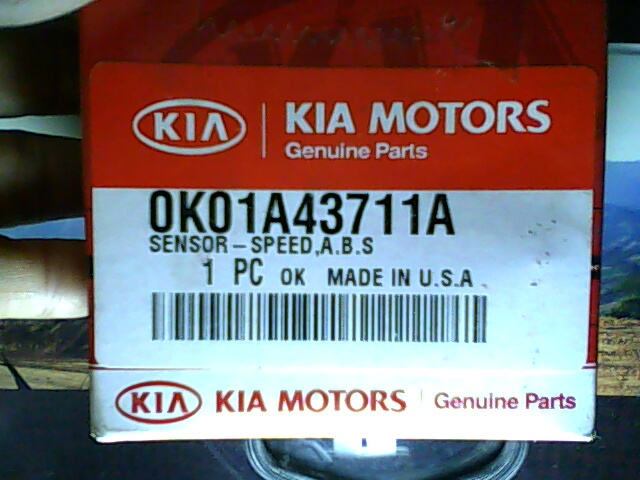 KIA KIA MOTORS
Genuine Parts
0K01A43711A
SENSOR-SPEED,A.B.S
1 PC OK MADE IN U.S.A
KIA KIA MOTORS Genuine Parts